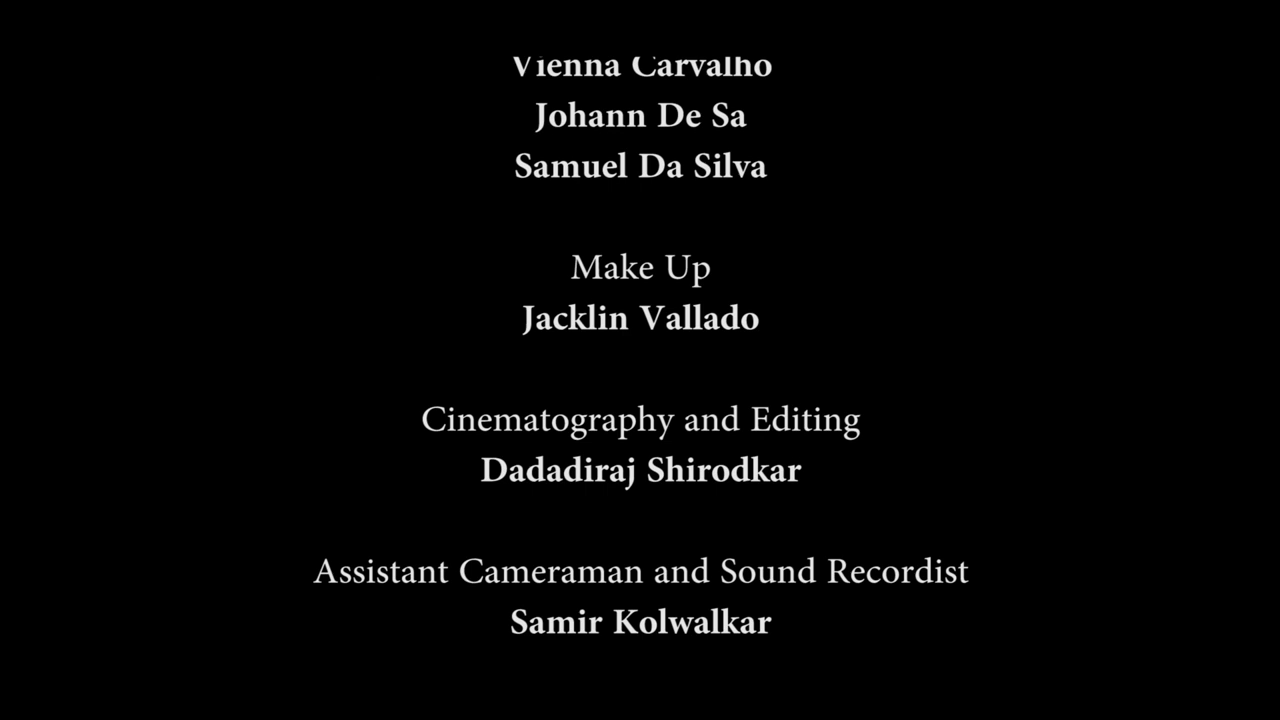 Vienna Carvalho
Johann De Sa
Samuel Da Silva
Make Up
Jacklin Vallado
Cinematography and Editing
Dadadiraj Shirodkar
Assistant Cameraman and Sound Recordist
Samir Kolwalkar